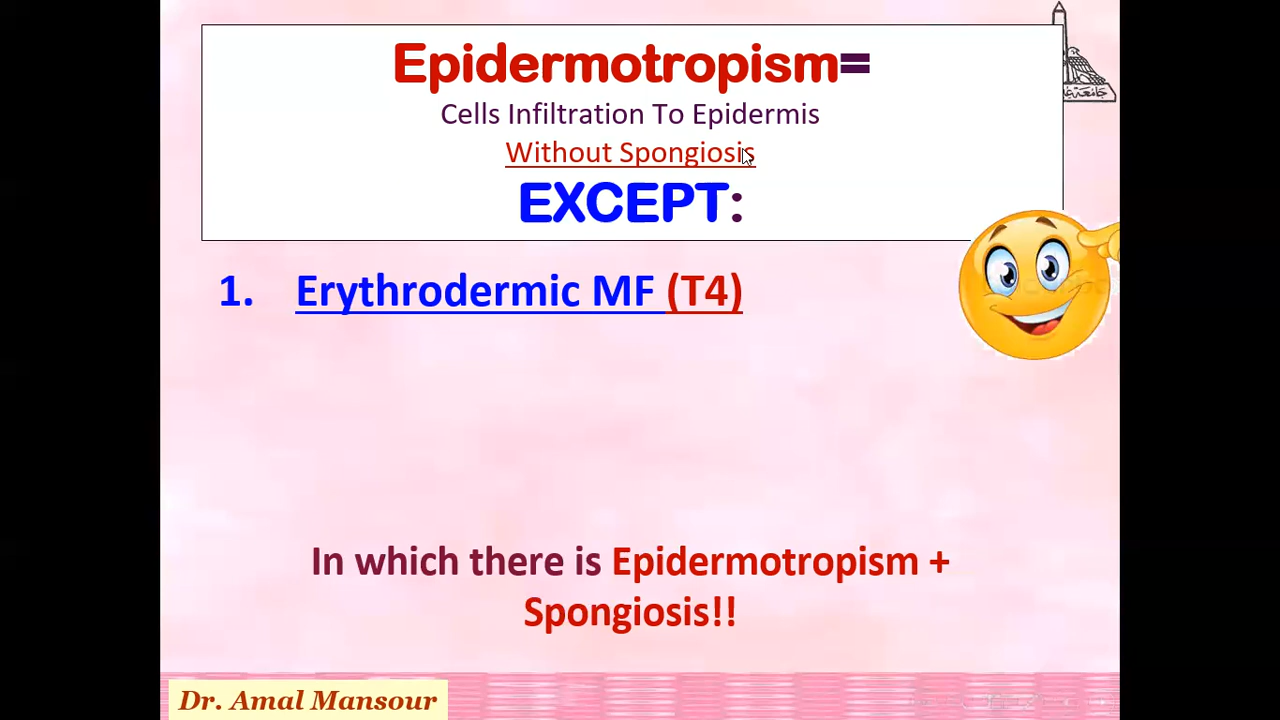 Epidermotropism=
Cells Infiltration To Epidermis
Without Spongiosis
EXCEPT:
1. Erythrodermic MF (T4)
In which there is Epidermotropism +
Spongiosis!!
Dr. Amal Mansour